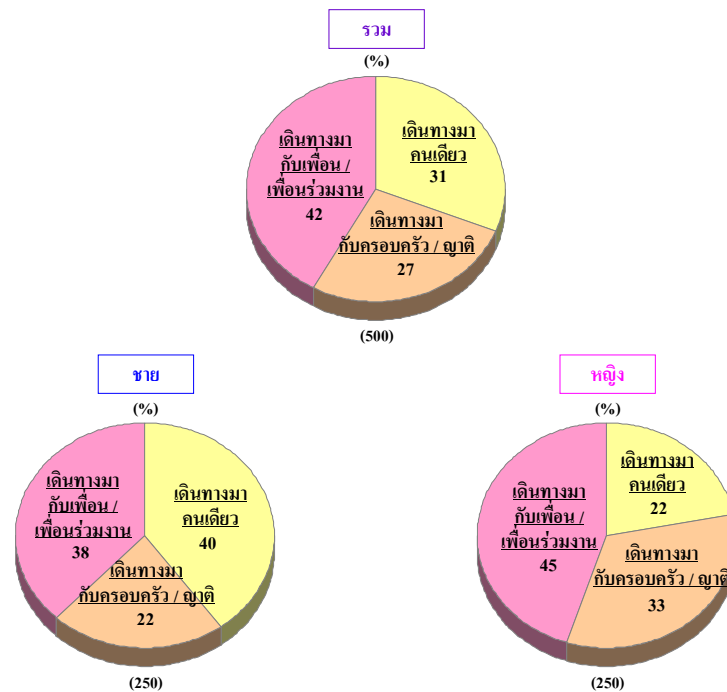 รวม
(%)
เดินทางมา
กับเพื่อน /
เพื่อนร่วมงาน
42
เดินทางมา
คนเดียว
31
เดินทางมา
กับครอบครัว / ญาติ
27
(500)
ชาย
(%)
เดินทางมา
กับเพื่อน /
เพื่อนร่วมงาน
38
เดินทางมา
คนเดียว
40
เดินทางมา
กับครอบครัว / ญาติ
22
(250)
หญิง
(%)
เดินทางมา
กับเพื่อน /
เพื่อนร่วมงาน
45
เดินทางมา
คนเดียว
22
เดินทางมา
กับครอบครัว / ญาติ
33
(250)